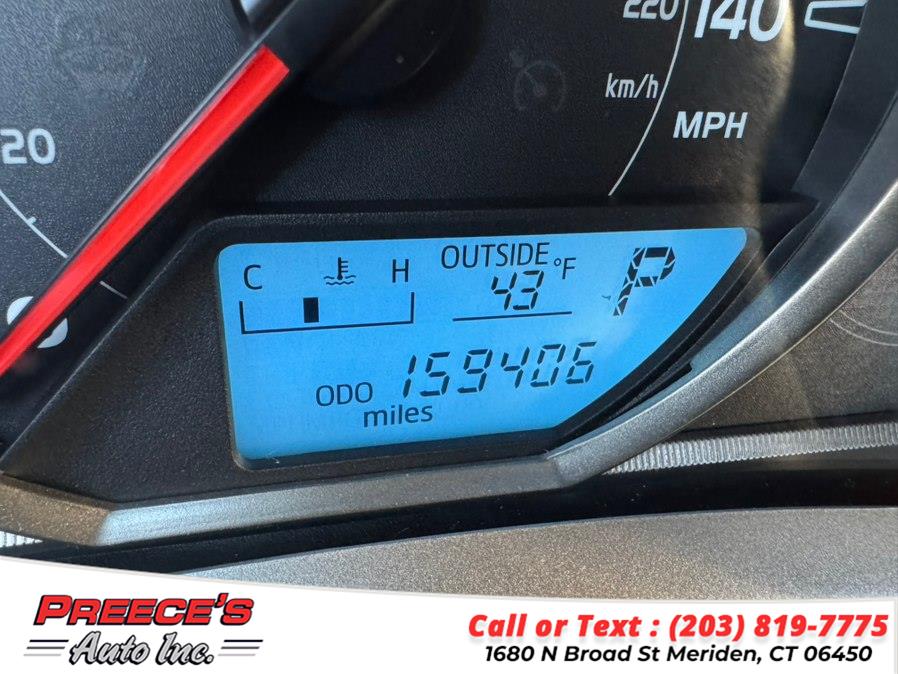 220 140
km/h
MPH
20
0
OUTSIDE
C H 43 °F P
ODO 159406
miles
PREECE'S
Auto Inc.
Call or Text : (203) 819-7775
1680 N Broad St Meriden, CT 06450